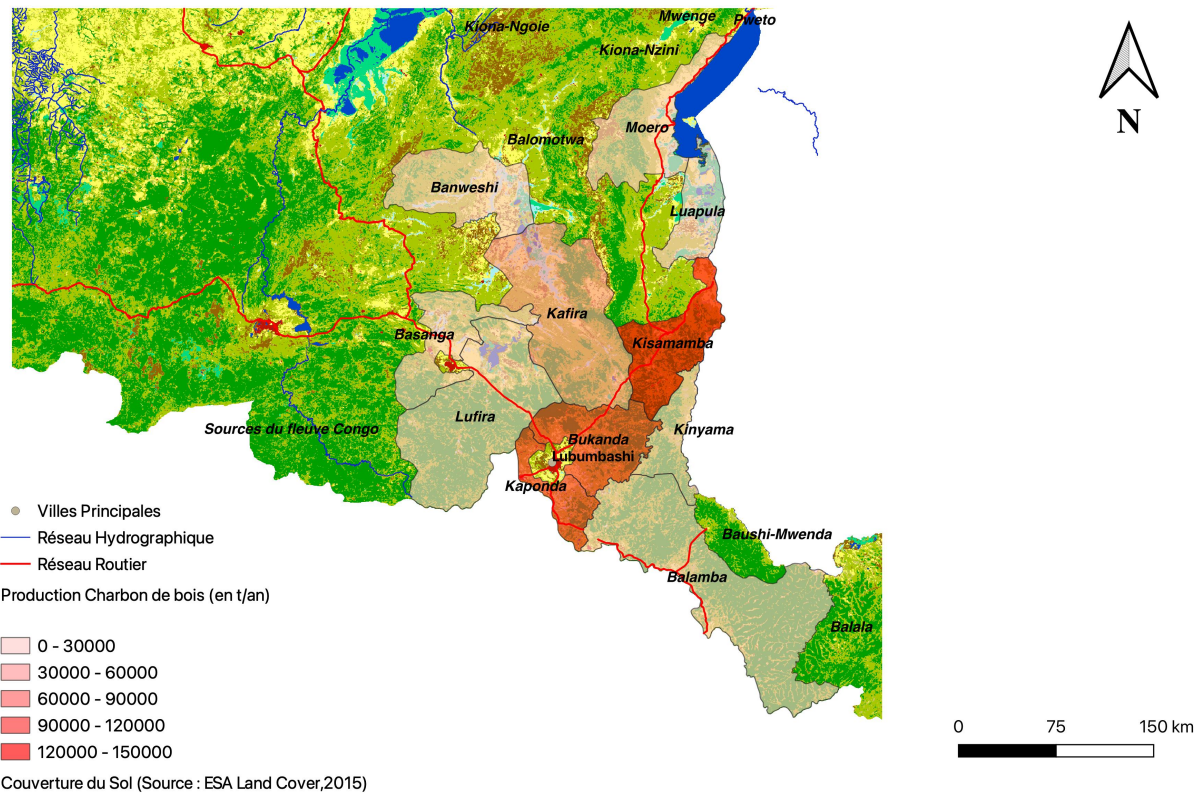 Mwenge
Pweto
Kiona-Ngoie
Kiona-Nzini
Moero
Balomotwa
Banweshi
Luapula
Kafira
Basanga
Kisamamba
Lufira
Sources du fleuve Congo
Kinyama
Bukanda
Lubumbashi
Kaponda
Baushi-Mwenda
Balamba
Balala
N
Villes Principales
Réseau Hydrographique
Réseau Routier
Production Charbon de bois (en t/an)
0 - 30000
30000 - 60000
60000 - 90000
90000 - 120000
120000 - 150000
Couverture du Sol (Source : ESA Land Cover,2015)
0 75 150 km